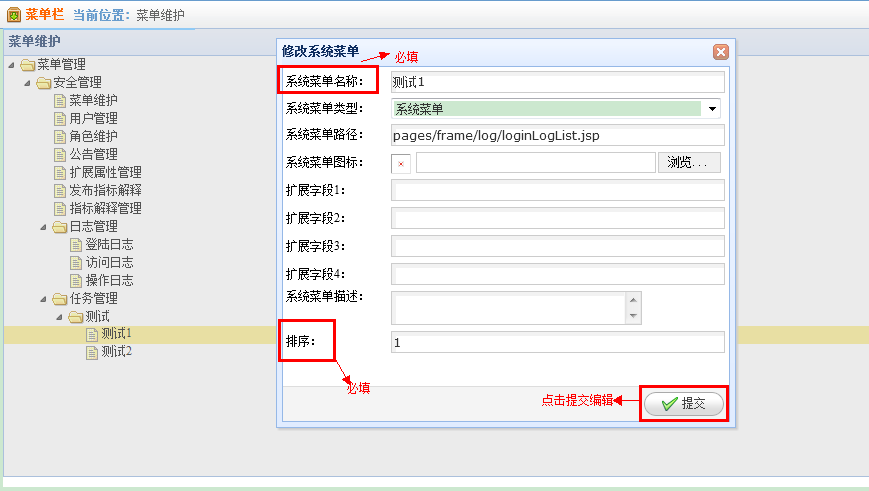 菜单栏 当前位置：菜单维护
菜单维护
菜单管理
安全管理
菜单维护
用户管理
角色维护
公告管理
扩展属性管理
发布指标解释
指标解释管理
日志管理
登陆日志
访问日志
操作日志
任务管理
测试
测试1
测试2
修改系统菜单
必填
系统菜单名称： 测试1
系统菜单类型： 系统菜单
系统菜单路径： pages/frame/log/loginLogList.jsp
系统菜单图标： 浏览...
扩展字段1：
扩展字段2：
扩展字段3：
扩展字段4：
系统菜单描述：
排序： 1
必填
点击提交编辑 提交